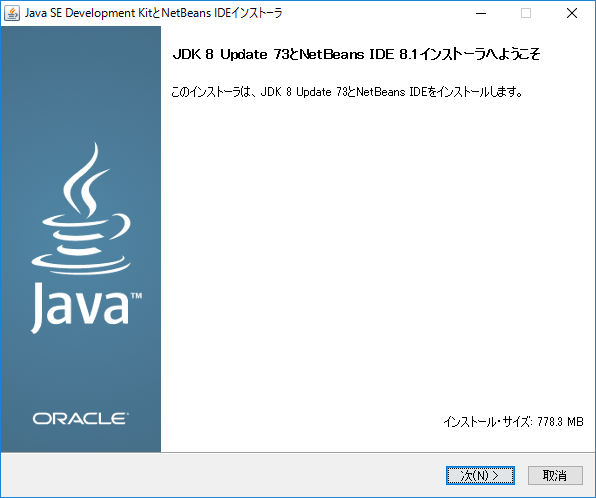 Java SE Development KitとNetBeans IDEインストーラ
JDK 8 Update 73とNetBeans IDE 8.1インストーラへようこそ
このインストーラは、JDK 8 Update 73とNetBeans IDEをインストールします。
Java™
ORACLE®
インストール・サイズ: 778.3 MB
次(N) >
取消